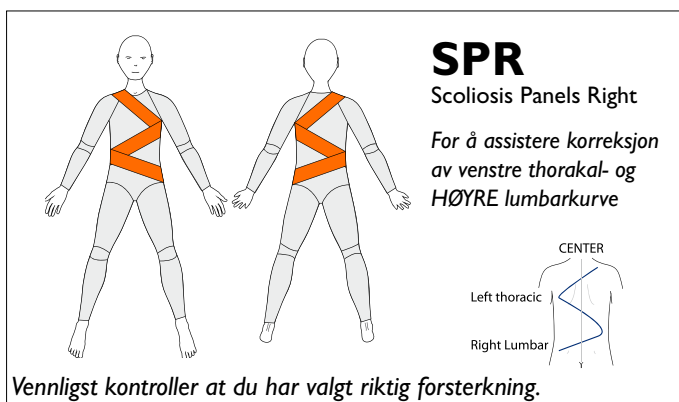 SPR
Scoliosis Panels Right
For å assistere korreksjon
av venstre thorakal- og
HØYRE lumbarkurve
CENTER
Left thoracic
Right Lumbar
Vennligst kontroller at du har valgt riktig forsterkning.